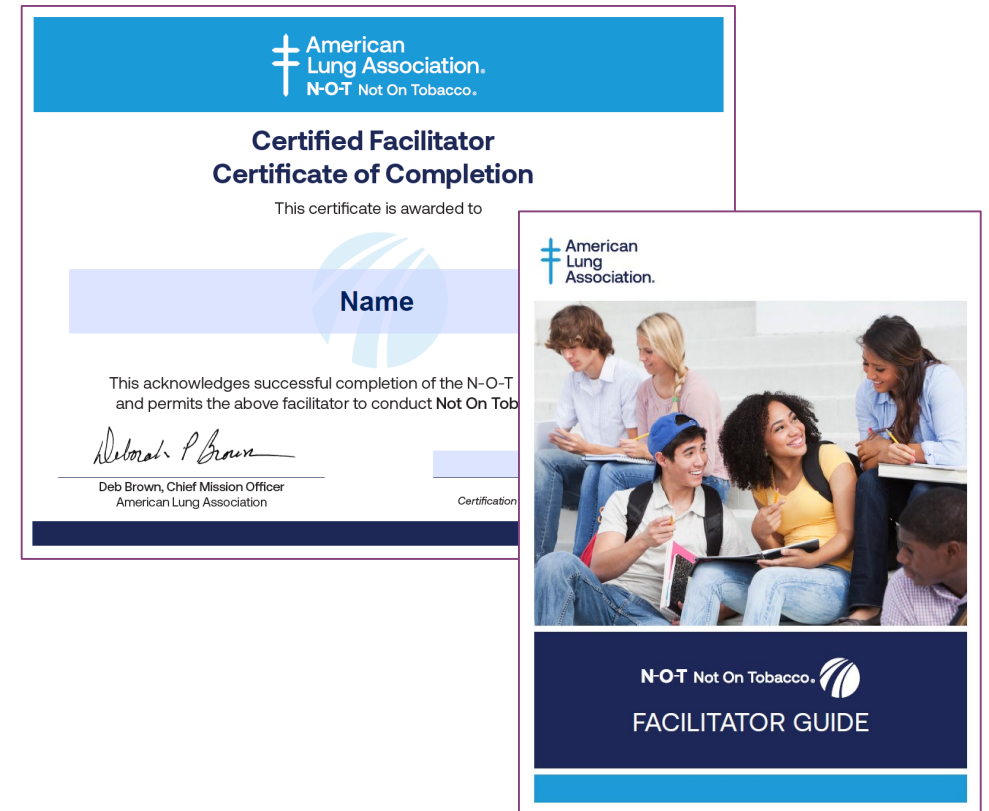 American
Lung Association®
N-O-T Not On Tobacco®
Certified Facilitator
Certificate of Completion
This certificate is awarded to
Name
This acknowledges successful completion of the N-O-T
and permits the above facilitator to conduct Not On Tob
Deborah P Brown
Deb Brown, Chief Mission Officer
American Lung Association
Certification
American
Lung
Association®
N-O-T Not On Tobacco®
FACILITATOR GUIDE